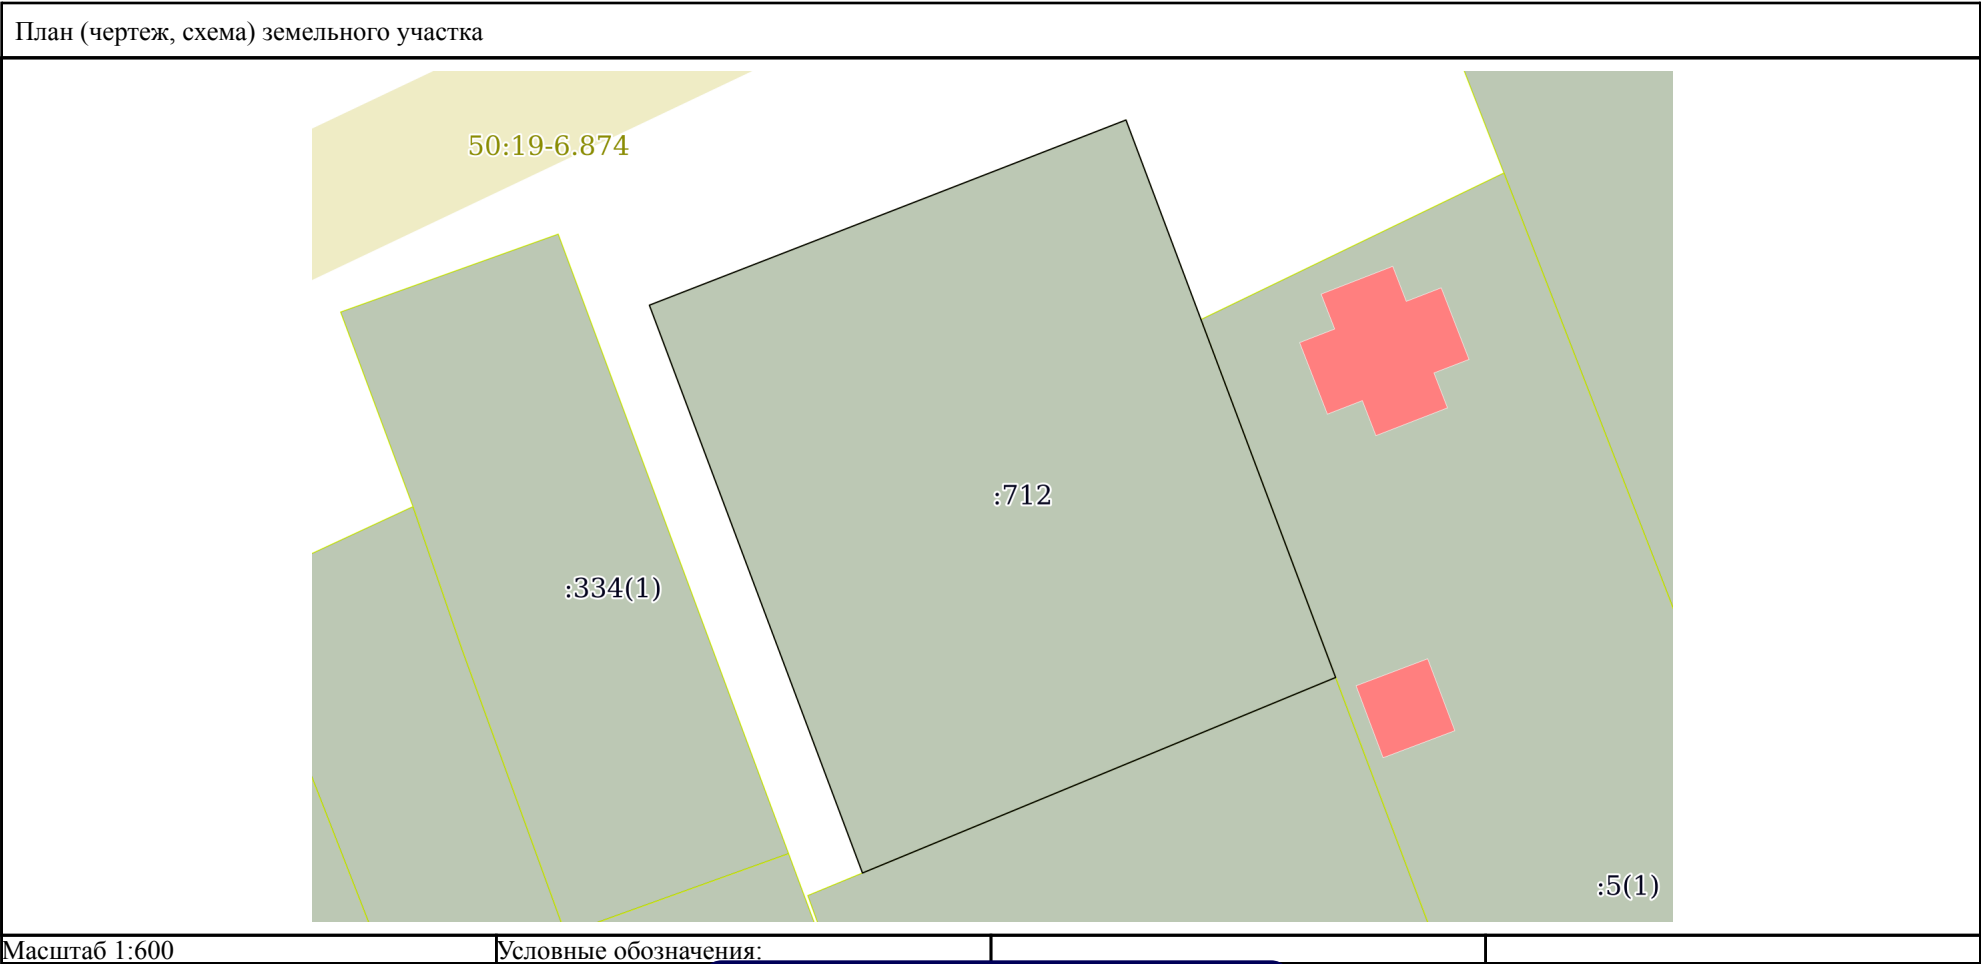 План (чертеж, схема) земельного участка
50:19-6.874
:712
:334(1)
:5(1)
Масштаб 1:600
Условные обозначения: